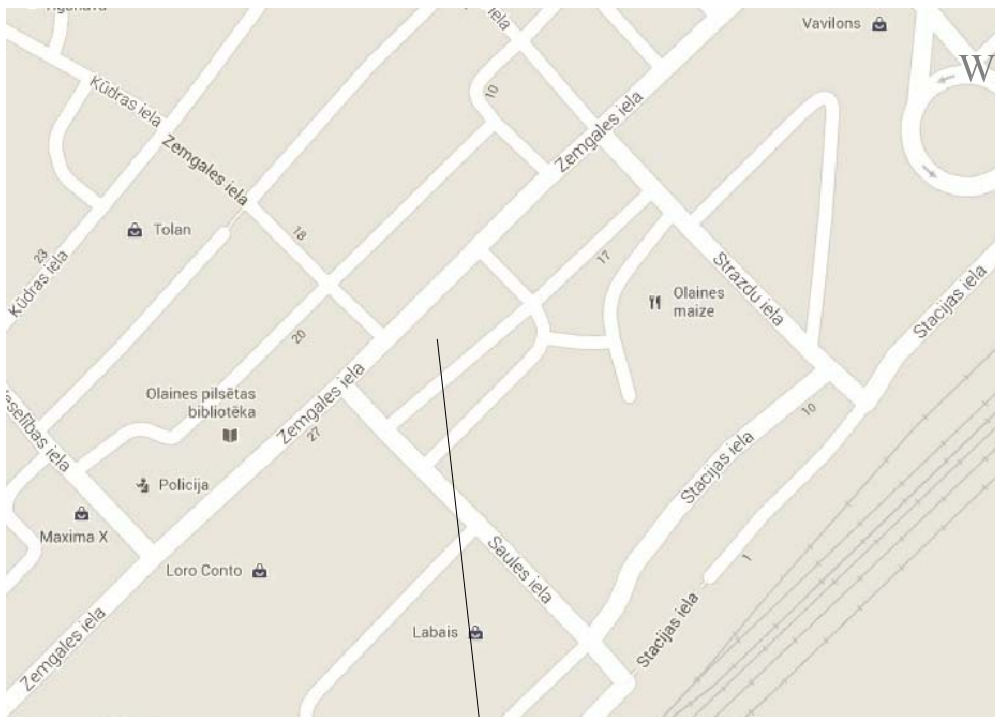 Vavilons
W
iela
Kūdras iela
10
Zemgales iela
Zemgales iela
Tolan
18
17
23
Kūdras iela
Strazdu iela
Olaines
maize
Stacijas iela
20
Olaines pilsētas
bibliotēka
Zemgales iela
27
10
Stacijas iela
iela
Policija
Maxima X
Loro Conto
Saules iela
1
Labais
Stacijas iela
Zemgales iela